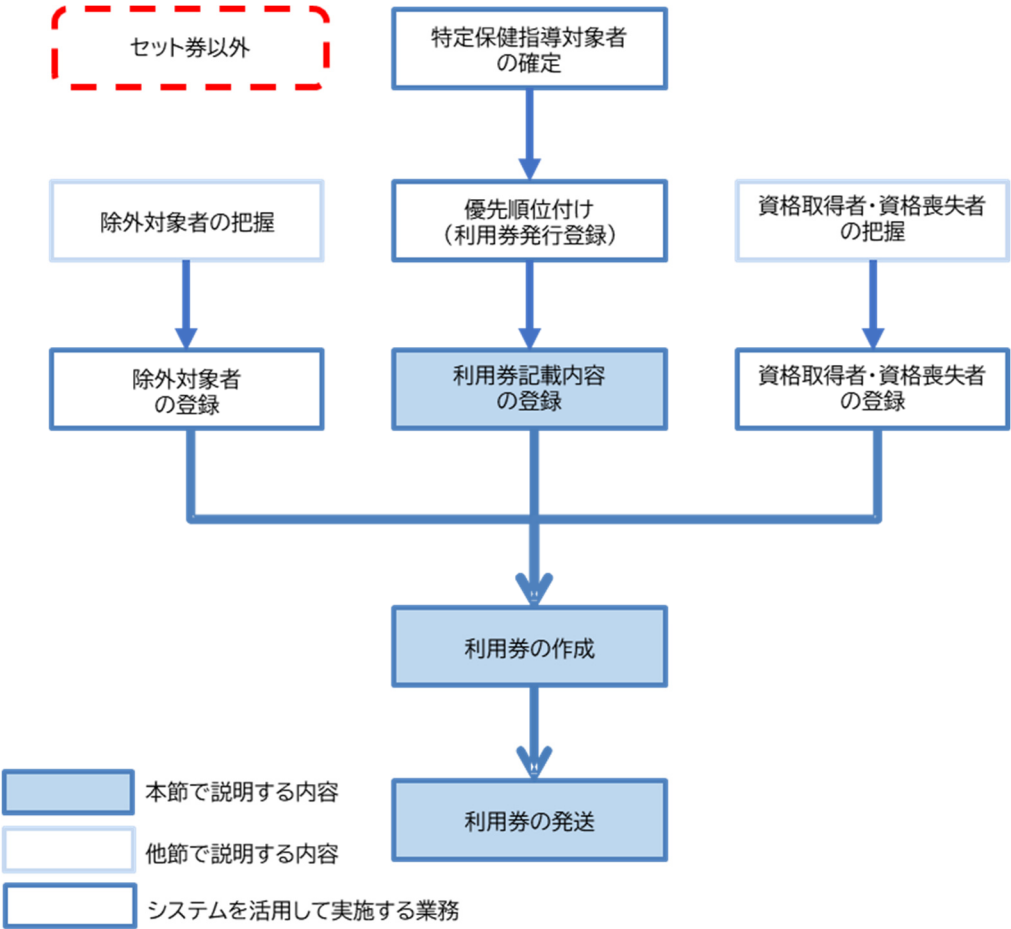 セット券以外
特定保健指導対象者
の確定
除外対象者の把握
優先順位付け
（利用券発行登録）
資格取得者・資格喪失者
の把握
除外対象者
の登録
利用券記載内容
の登録
資格取得者・資格喪失者
の登録
利用券の作成
利用券の発送
本節で説明する内容
他節で説明する内容
システムを活用して実施する業務